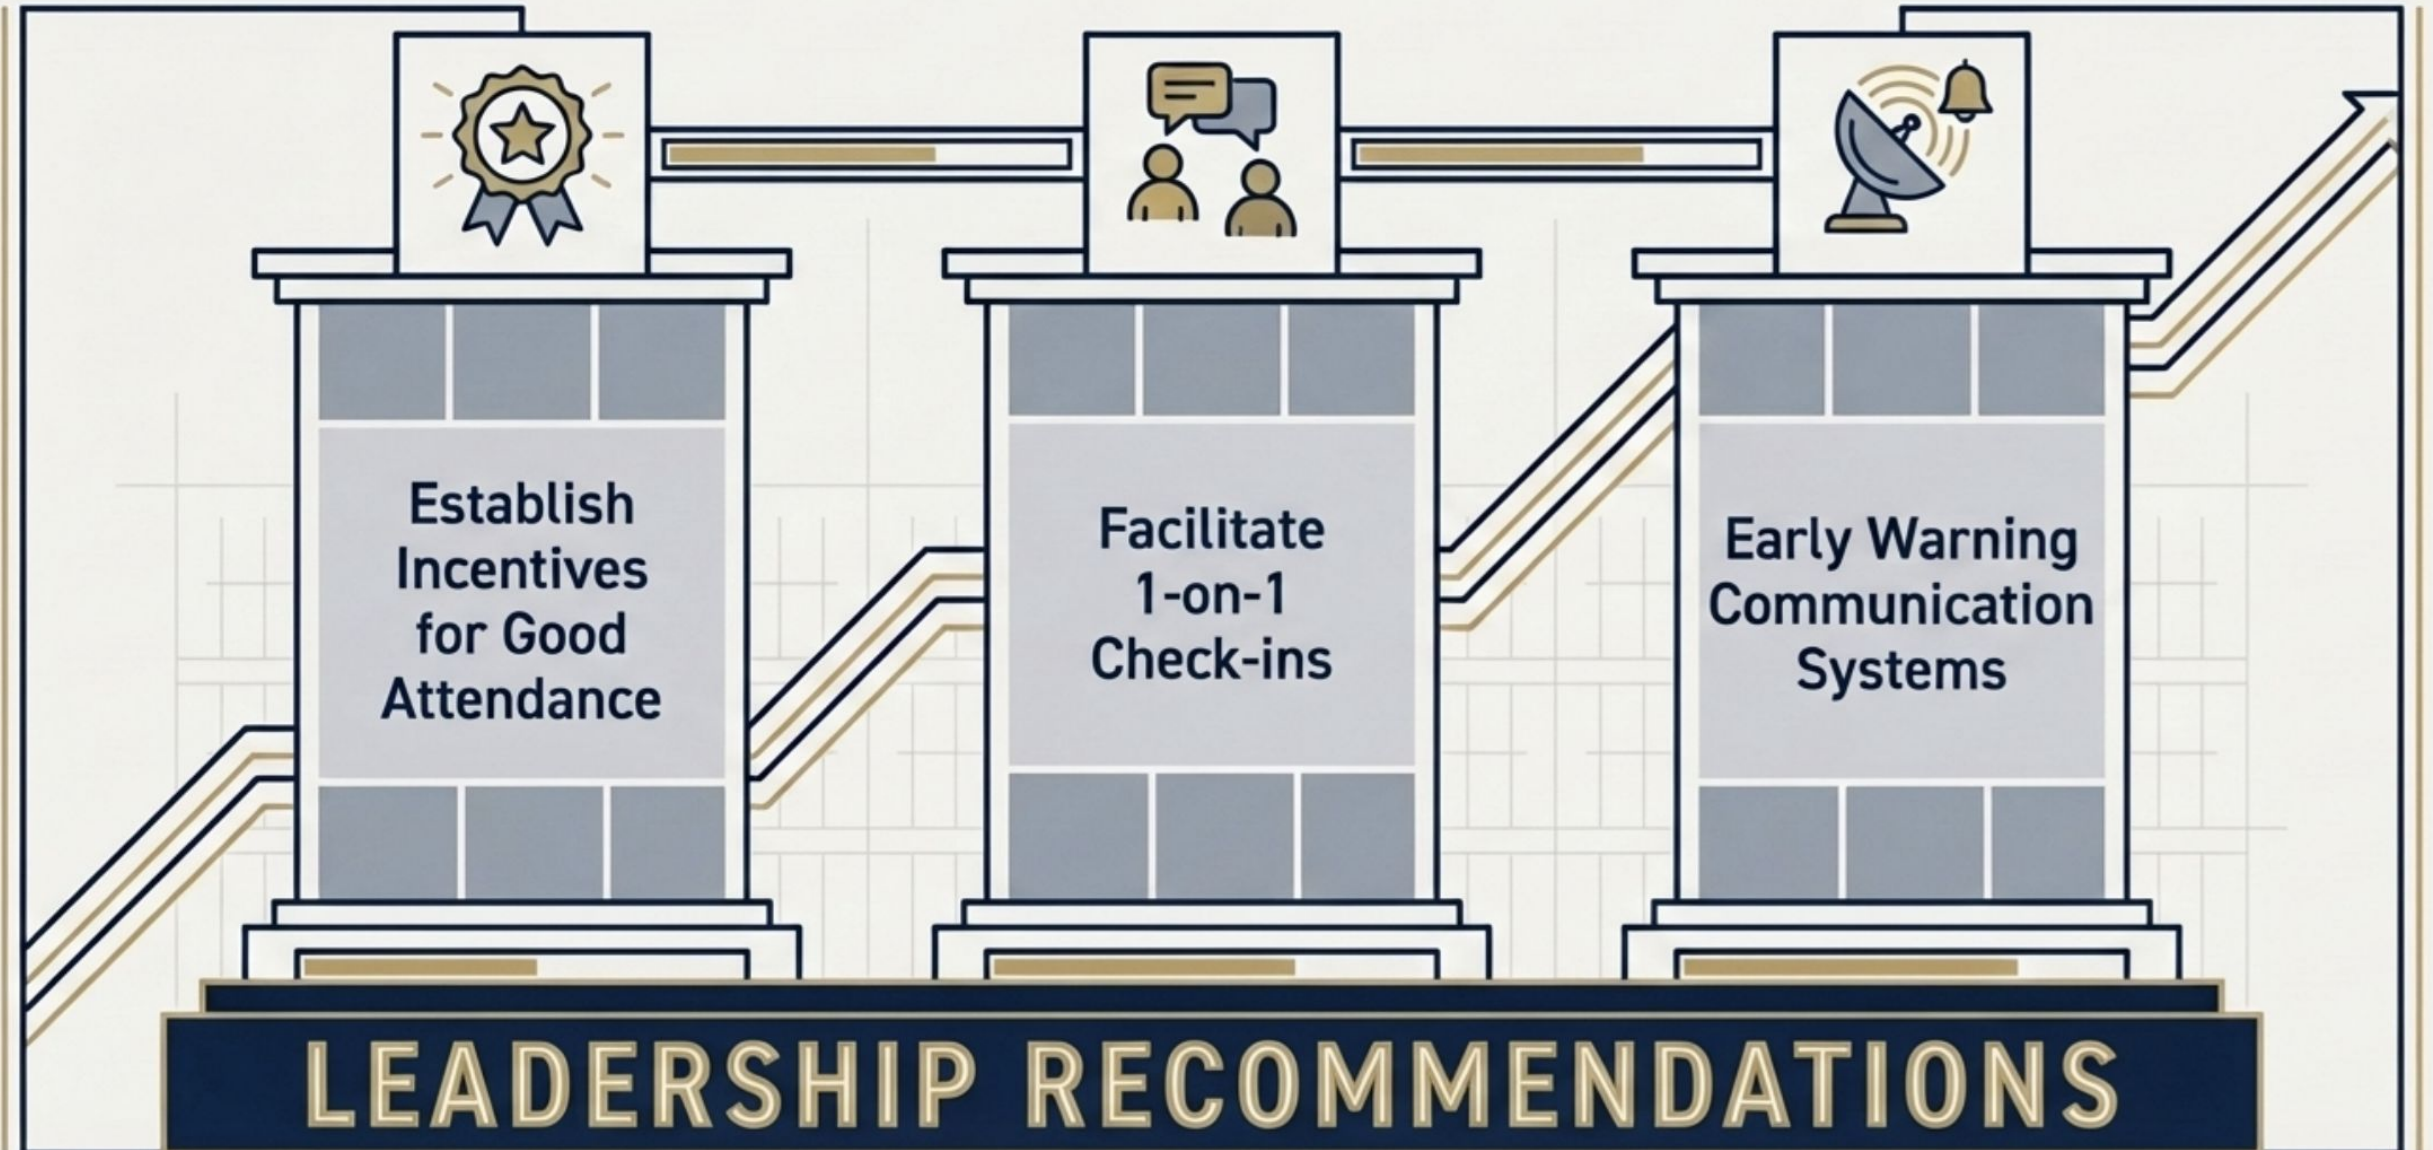 Establish
Incentives
for Good
Attendance
Facilitate
1-on-1
Check-ins
Early Warning
Communication
Systems
LEADERSHIP RECOMMENDATIONS